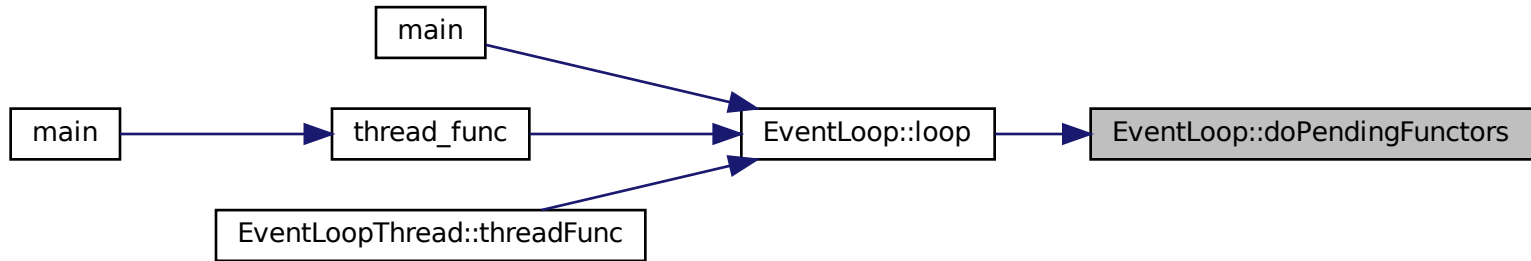 main
main
thread_func
EventLoop::loop
EventLoop::doPendingFunctors
EventLoopThread::threadFunc